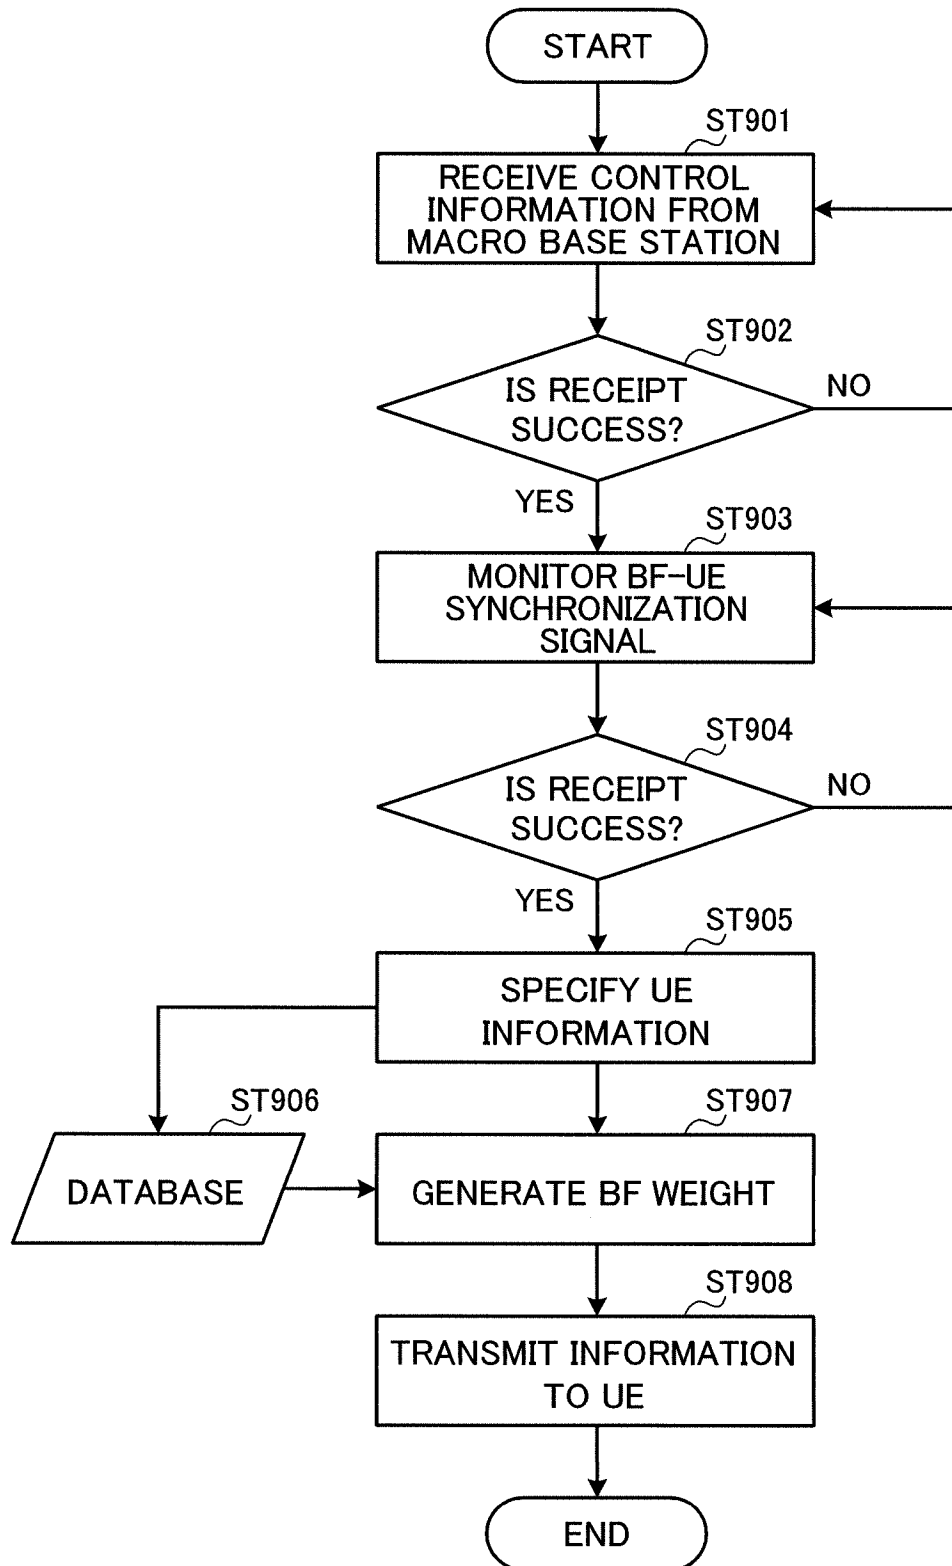 START
ST901
RECEIVE CONTROL
INFORMATION FROM
MACRO BASE STATION
ST902
IS RECEIPT
SUCCESS?
NO
YES
ST903
MONITOR BF-UE
SYNCHRONIZATION
SIGNAL
ST904
IS RECEIPT
SUCCESS?
NO
YES
ST905
SPECIFY UE
INFORMATION
ST906
DATABASE
ST907
GENERATE BF WEIGHT
ST908
TRANSMIT INFORMATION
TO UE
END